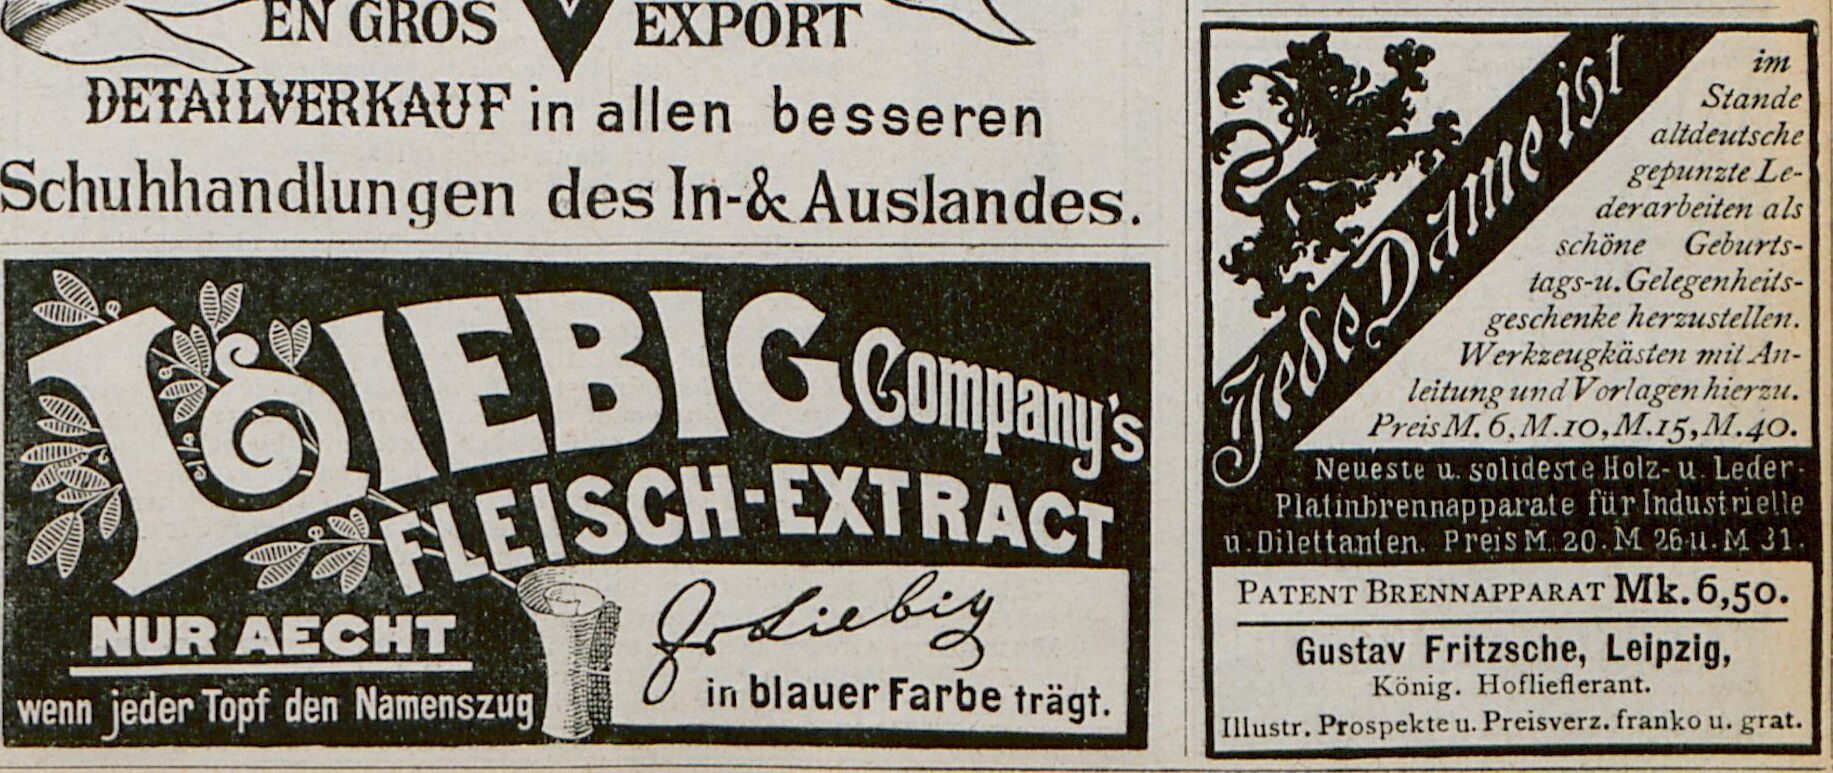 EN GROS EXPORT
DETAILVERKAUF in allen besseren
Schuhhandlungen des In-& Auslandes.
LIEBIG Company's
FLEISCH-EXTRACT
NUR AECHT
wenn jeder Topf den Namenszug
J v Liebig
in blauer Farbe trägt.
Jede Dame ist
im
Stande
altdeutsche
gepunzte Le-
derarbeiten als
schöne Geburts-
tags-u. Gelegenheits-
geschenke herzustellen.
Werkzeugkästen mit An-
leitung und Vorlagen hierzu.
Preis M. 6, M. 10, M. 15, M. 40.
Neueste u. solideste Holz- u. Leder-
Platinbrennapparate für Industrielle
u. Dilettanten. Preis M. 20. M 26 u. M 31.
PATENT BRENNAPPARAT Mk. 6,50.
Gustav Fritzsche, Leipzig,
König. Hoflieflerant.
Illustr. Prospekte u. Preisverz. franko u. grat.